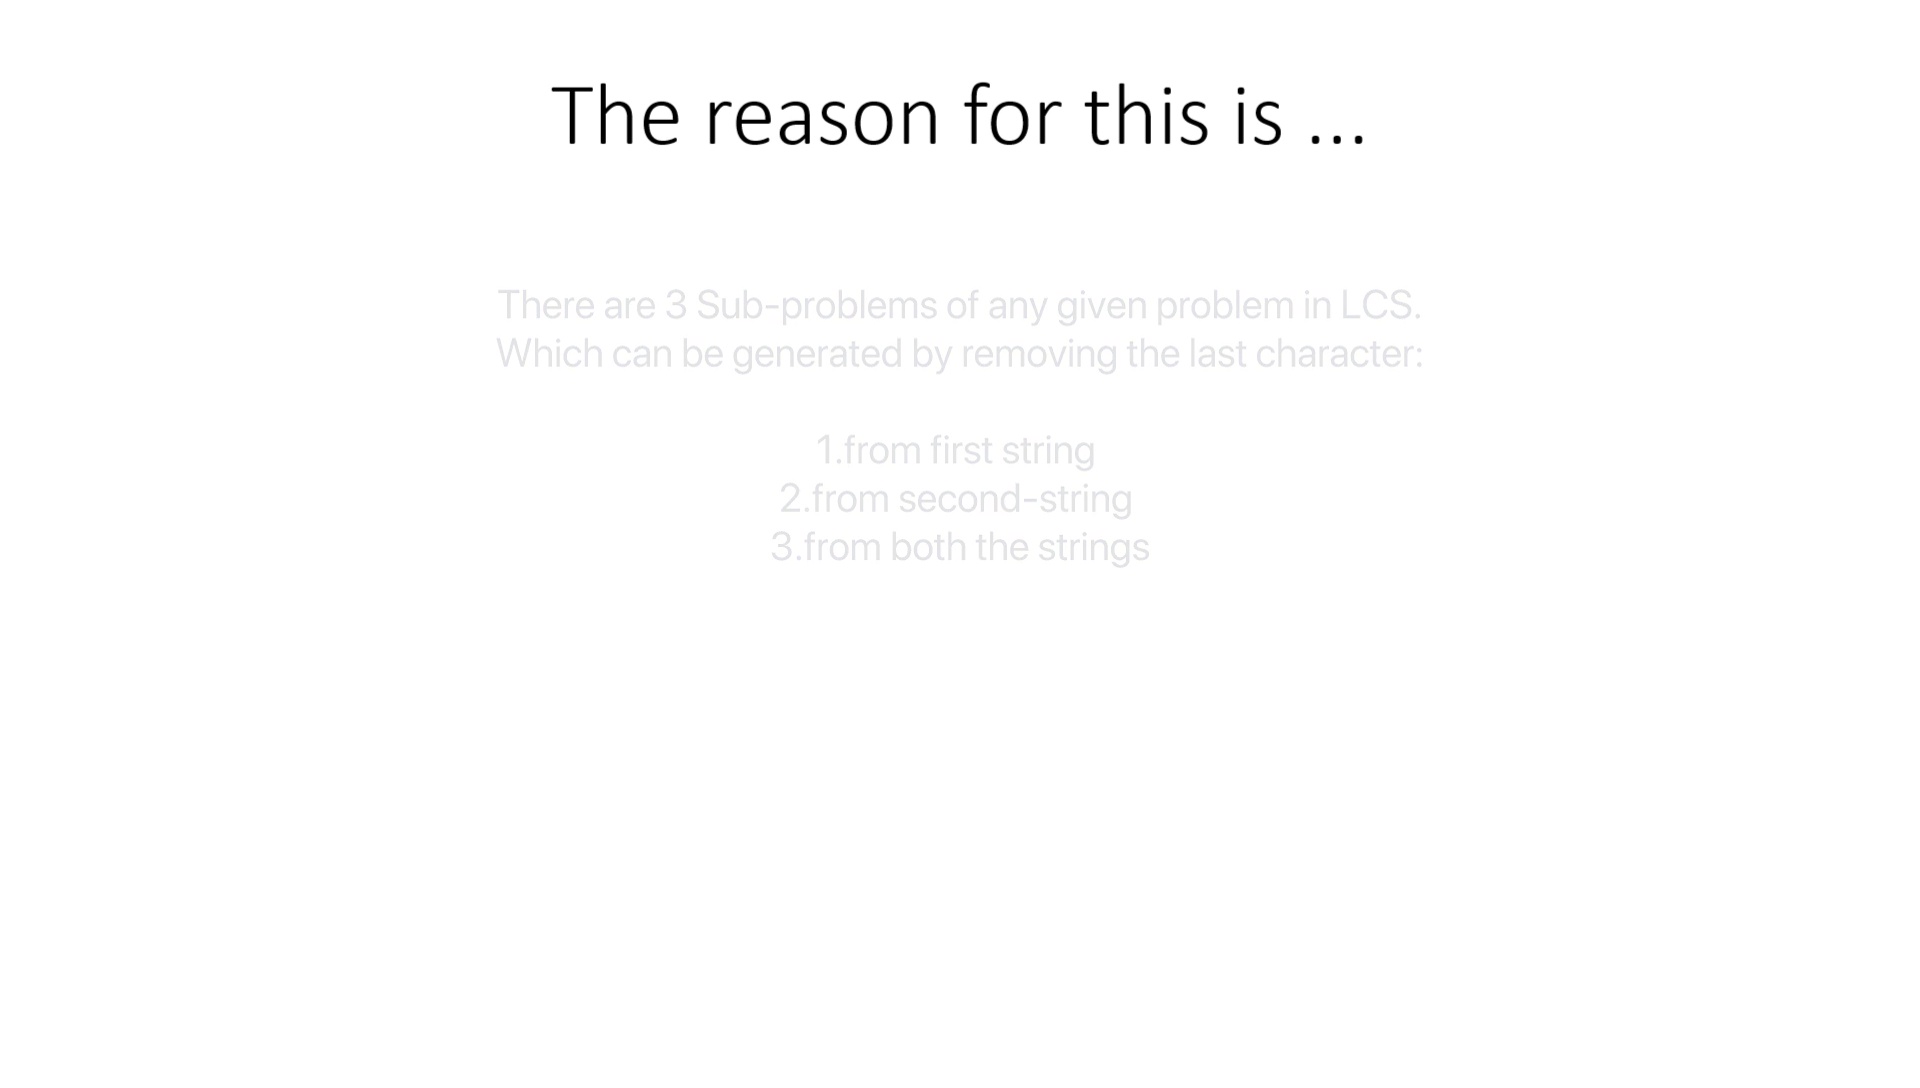 The reason for this is ...
There are 3 Sub-problems of any given problem in LCS.
Which can be generated by removing the last character:
1.from first string
2.from second-string
3.from both the strings